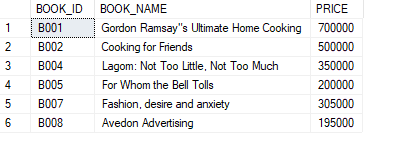 BOOK_ID BOOK_NAME PRICE
1 B001 Gordon Ramsay"s Ultimate Home Cooking 700000
2 B002 Cooking for Friends 500000
3 B004 Lagom: Not Too Little, Not Too Much 350000
4 B005 For Whom the Bell Tolls 200000
5 B007 Fashion, desire and anxiety 305000
6 B008 Avedon Advertising 195000